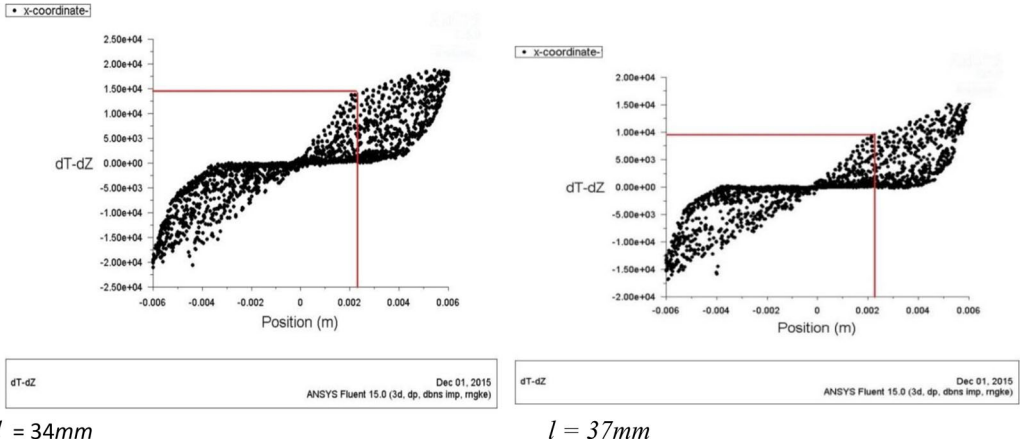 x-coordinate-
2.50e+04
2.00e+04
1.50e+04
1.00e+04
5.00e+03
0.00e+00
-5.00e+03
-1.00e+04
-1.50e+04
-2.00e+04
-2.50e+04
dT-dZ
-0.006 -0.004 -0.002 0 0.002 0.004 0.006
Position (m)
dT-dZ
Dec 01, 2015
ANSYS Fluent 15.0 (3d, dp, dbns imp, rngke)
= 34mm
x-coordinate-
2.00e+04
1.50e+04
1.00e+04
5.00e+03
0.00e+00
-5.00e+03
-1.00e+04
-1.50e+04
-2.00e+04
dT-dZ
-0.006 -0.004 -0.002 0 0.002 0.004 0.006
Position (m)
dT-dZ
Dec 01, 2015
ANSYS Fluent 15.0 (3d, dp, dbns imp, rngke)
l = 37mm